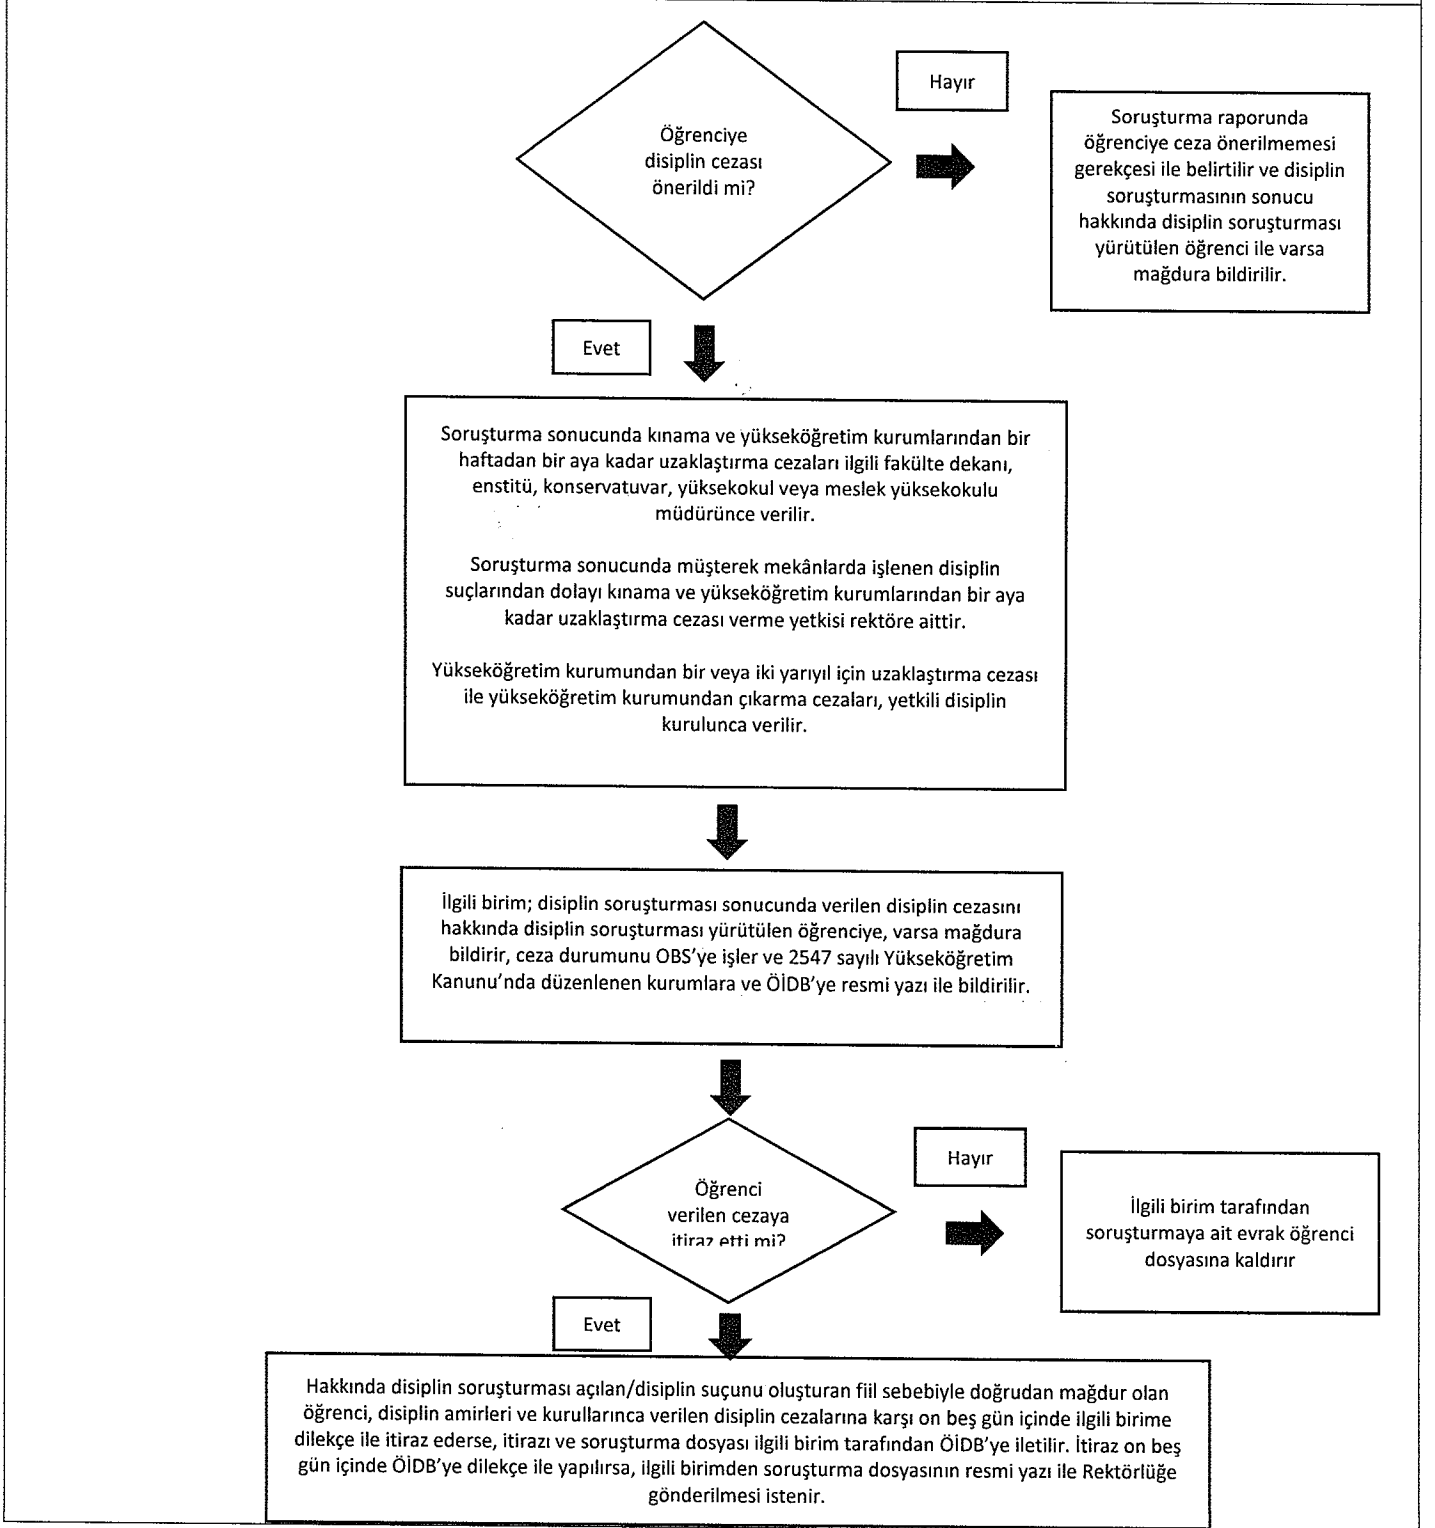 Öğrenciye
disiplin cezası
önerildi mi?
Hayır
Soruşturma raporunda
öğrenciye ceza önerilmemesi
gerekçesi ile belirtilir ve disiplin
soruşturmasının sonucu
hakkında disiplin soruşturması
yürütülen öğrenci ile varsa
mağdura bildirilir.
Evet
Soruşturma sonucunda kınama ve yükseköğretim kurumlarından bir
haftadan bir aya kadar uzaklaştırma cezaları ilgili fakülte dekanı,
enstitü, konservatuvar, yüksekokul veya meslek yüksekokulu
müdürünce verilir.
Soruşturma sonucunda müşterek mekânlarda işlenen disiplin
suçlarından dolayı kınama ve yükseköğretim kurumlarından bir aya
kadar uzaklaştırma cezası verme yetkisi rektöre aittir.
Yükseköğretim kurumundan bir veya iki yarıyıl için uzaklaştırma cezası
ile yükseköğretim kurumundan çıkarma cezaları, yetkili disiplin
kurulunca verilir.
İlgili birim; disiplin soruşturması sonucunda verilen disiplin cezasını
hakkında disiplin soruşturması yürütülen öğrenciye, varsa mağdura
bildirir, ceza durumunu OBS'ye işler ve 2547 sayılı Yükseköğretim
Kanunu'nda düzenlenen kurumlara ve ÖİDB'ye resmi yazı ile bildirilir.
Öğrenci
verilen cezaya
itiraz etti mi?
Hayır
İlgili birim tarafından
soruşturmaya ait evrak öğrenci
dosyasına kaldırır
Evet
Hakkında disiplin soruşturması açılan/disiplin suçunu oluşturan fiil sebebiyle doğrudan mağdur olan
öğrenci, disiplin amirleri ve kurullarınca verilen disiplin cezalarına karşı on beş gün içinde ilgili birime
dilekçe ile itiraz ederse, itirazı ve soruşturma dosyası ilgili birim tarafından ÖİDB'ye iletilir. İtiraz on beş
gün içinde ÖİDB'ye dilekçe ile yapılırsa, ilgili birimden soruşturma dosyasının resmi yazı ile Rektörlüğe
gönderilmesi istenir.